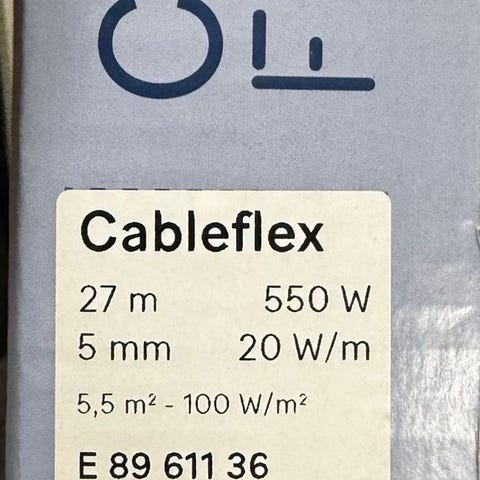 Cableflex
27 m 550 W
5 mm 20 W/m
5,5 m² - 100 W/m²
E 89 611 36